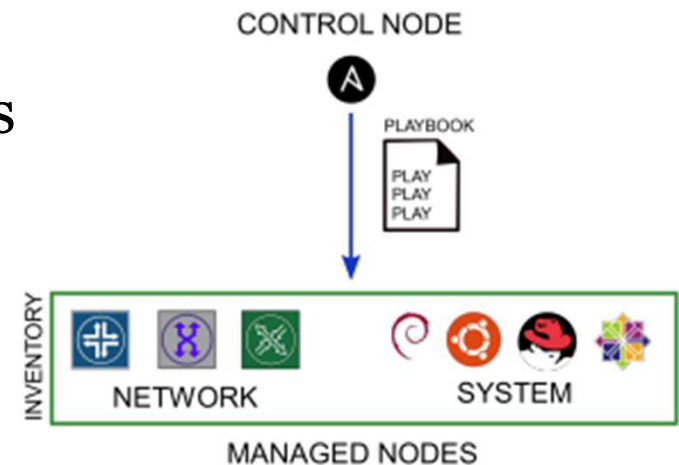 CONTROL NODE
s
PLAYBOOK
PLAY
PLAY
PLAY
INVENTORY
NETWORK
SYSTEM
MANAGED NODES